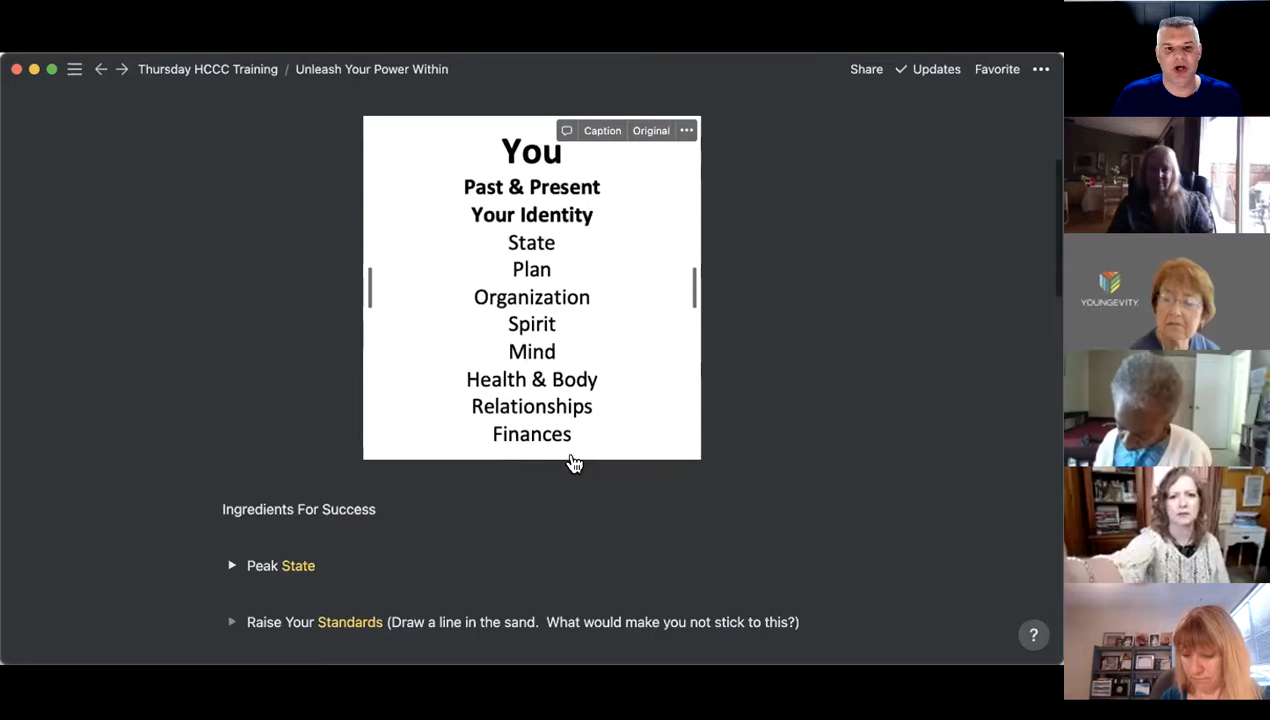 Thursday HCCC Training / Unleash Your Power Within
Share ✓ Updates Favorite •••
Caption Original •••
You
Past & Present
Your Identity
State
Plan
Organization
Spirit
Mind
Health & Body
Relationships
Finances
YOUNGEVITY
Ingredients For Success
Peak State
Raise Your Standards (Draw a line in the sand. What would make you not stick to this?)
?